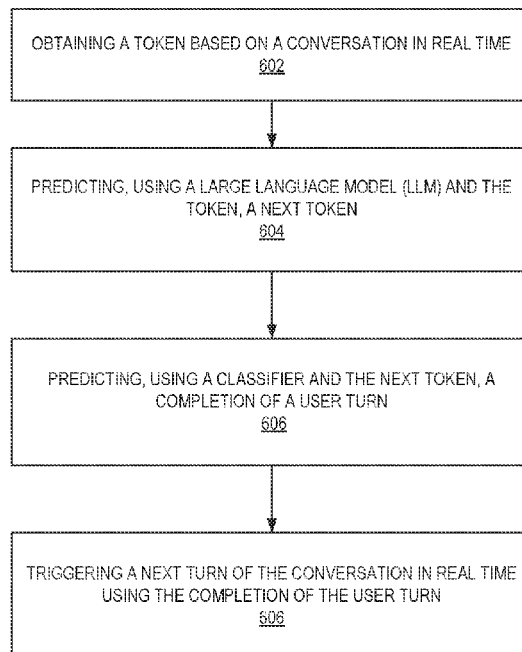 OBTAINING A TOKEN BASED ON A CONVERSATION IN REAL TIME
602
PREDICTING, USING A LARGE LANGUAGE MODEL (LLM) AND THE
TOKEN, A NEXT TOKEN
604
PREDICTING, USING A CLASSIFIER AND THE NEXT TOKEN, A
COMPLETION OF A USER TURN
606
TRIGGERING A NEXT TURN OF THE CONVERSATION IN REAL TIME
USING THE COMPLETION OF THE USER TURN
606